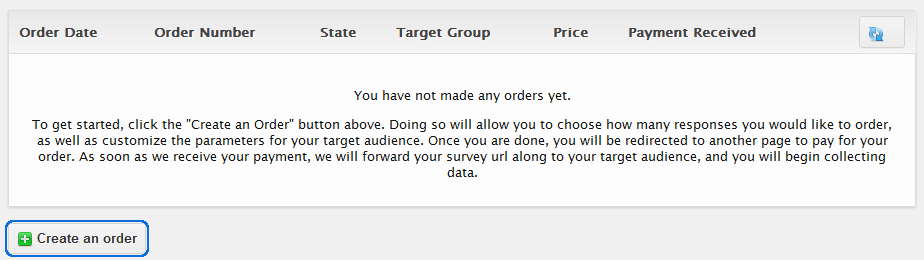 Order Date Order Number State Target Group Price Payment Received
You have not made any orders yet.
To get started, click the "Create an Order" button above. Doing so will allow you to choose how many responses you would like to order,
as well as customize the parameters for your target audience. Once you are done, you will be redirected to another page to pay for your
order. As soon as we receive your payment, we will forward your survey url along to your target audience, and you will begin collecting
data.
Create an order